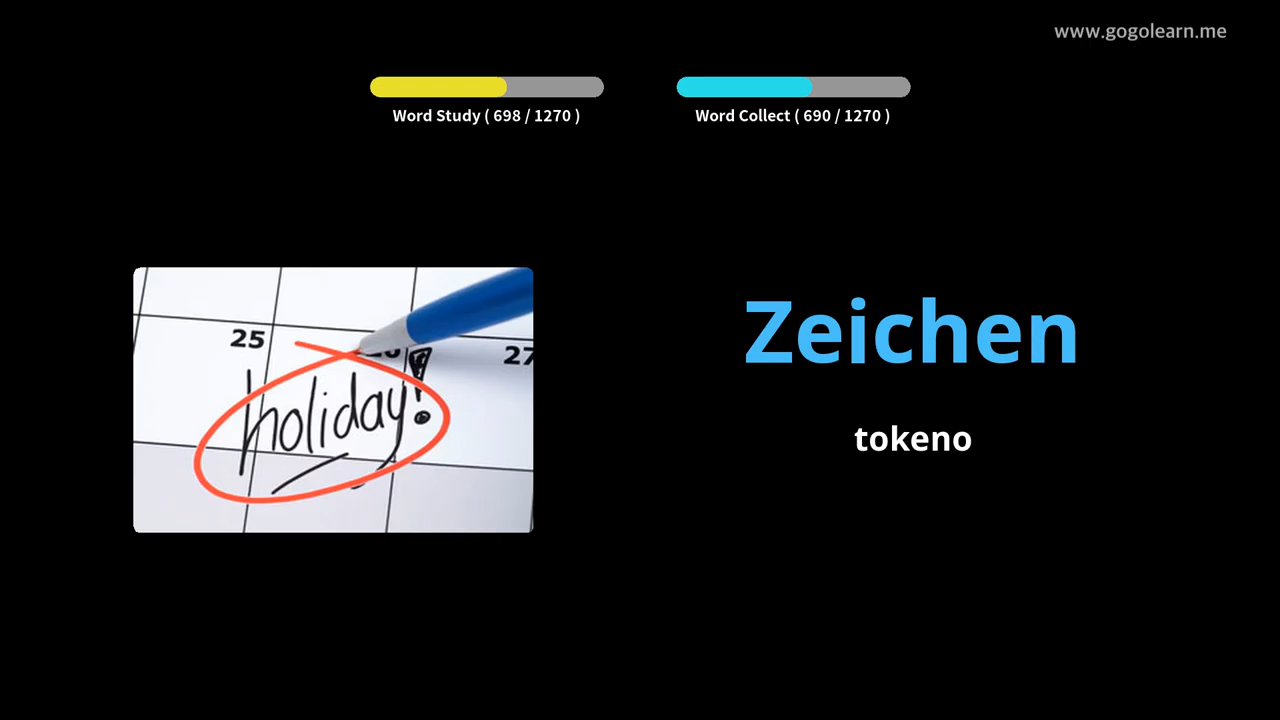 www.gogolearn.me
Word Study ( 698 / 1270 )
Word Collect ( 690 / 1270 )
25
27
holiday!
Zeichen
tokeno